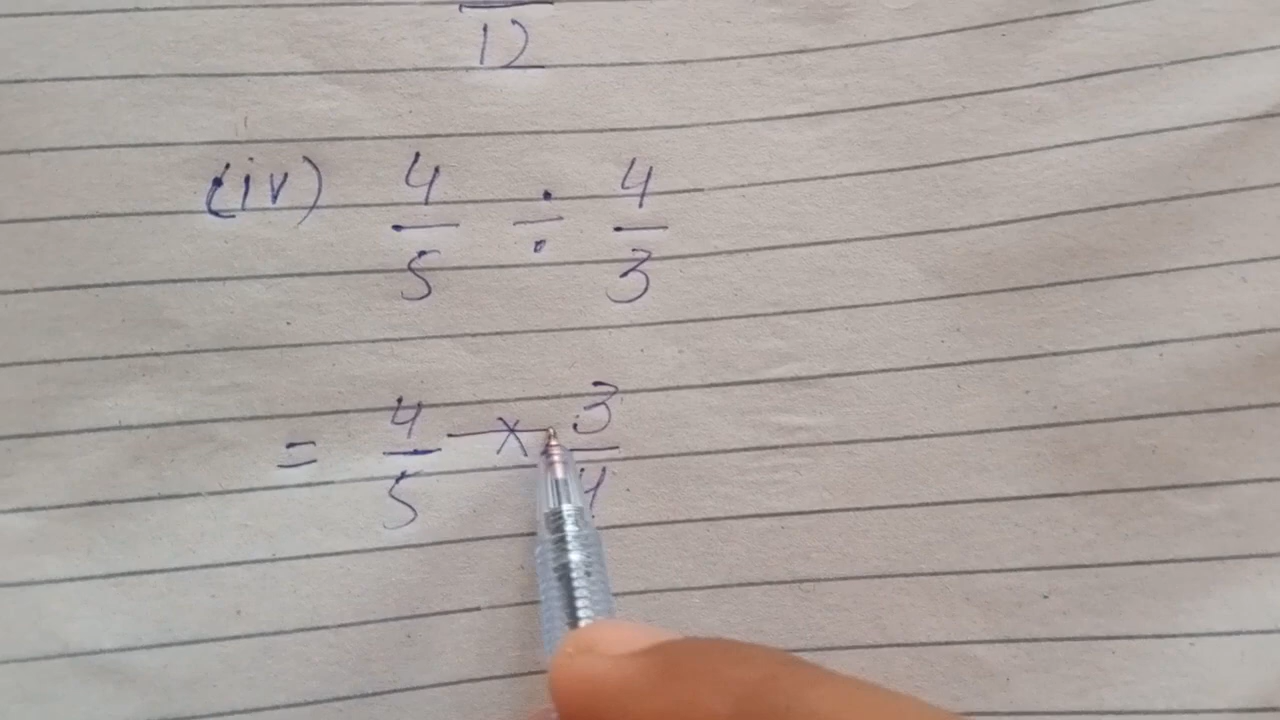 12
(iv) 4/5 ÷ 4/3
= 4/5 × 3/4